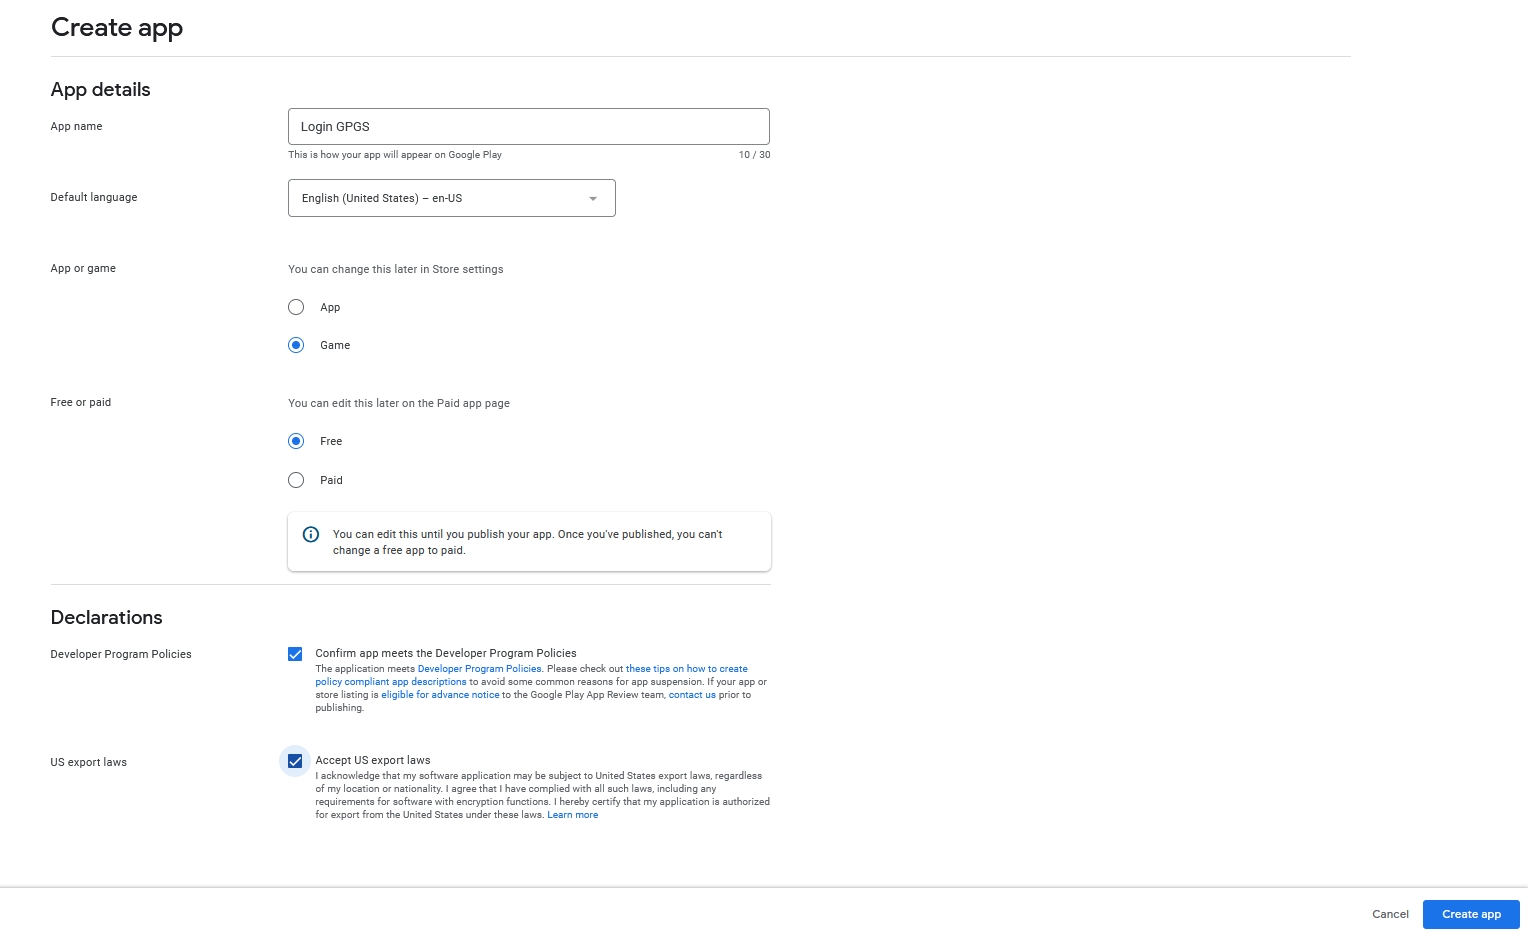 Create app
App details
App name
Login GPGS
This is how your app will appear on Google Play
10 / 30
Default language
English (United States) – en-US
App or game
You can change this later in Store settings
App
Game
Free or paid
You can edit this later on the Paid app page
Free
Paid
You can edit this until you publish your app. Once you've published, you can't
change a free app to paid.
Declarations
Developer Program Policies
Confirm app meets the Developer Program Policies
The application meets Developer Program Policies. Please check out these tips on how to create
policy compliant app descriptions to avoid some common reasons for app suspension. If your app or
store listing is eligible for advance notice to the Google Play App Review team, contact us prior to
publishing.
US export laws
Accept US export laws
I acknowledge that my software application may be subject to United States export laws, regardless
of my location or nationality. I agree that I have complied with all such laws, including any
requirements for software with encryption functions. I hereby certify that my application is authorized
for export from the United States under these laws. Learn more
Cancel
Create app